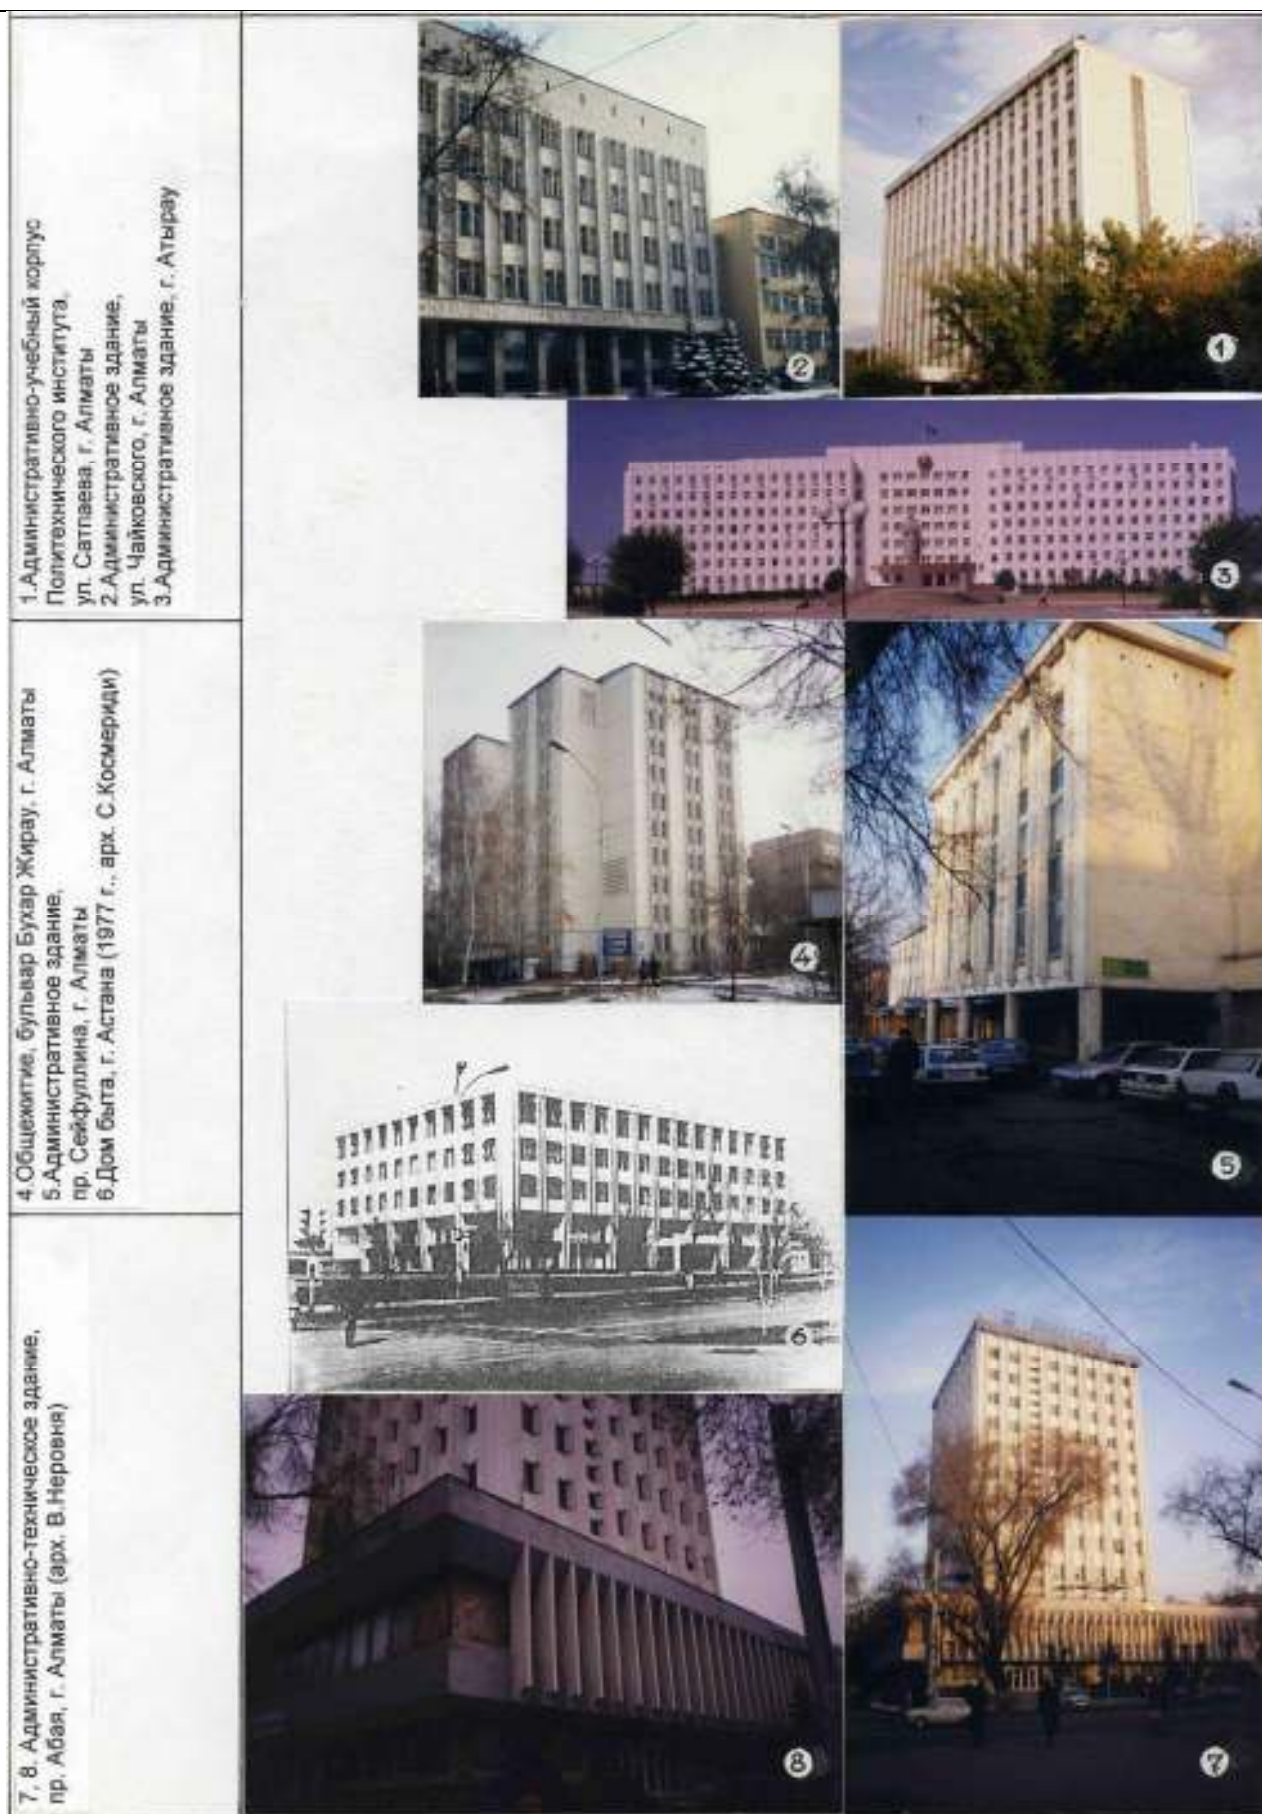 1.Административно-учебный корпус
Политехнического института,
ул. Сатпаева, г. Алматы
2.Административное здание,
ул. Чайковского, г. Алматы
3.Административное здание, г. Атырау
4.Общежитие, бульвар Бухар Жирау, г. Алматы
5.Административное здание,
пр. Сейфуллина, г. Алматы
6.Дом быта, г. Астана (1977 г., арх. С.Космериди)
7, 8. Административно-техническое здание,
пр. Абая, г. Алматы (арх. В.Неровня)
2
1
3
4
5
6
8
7